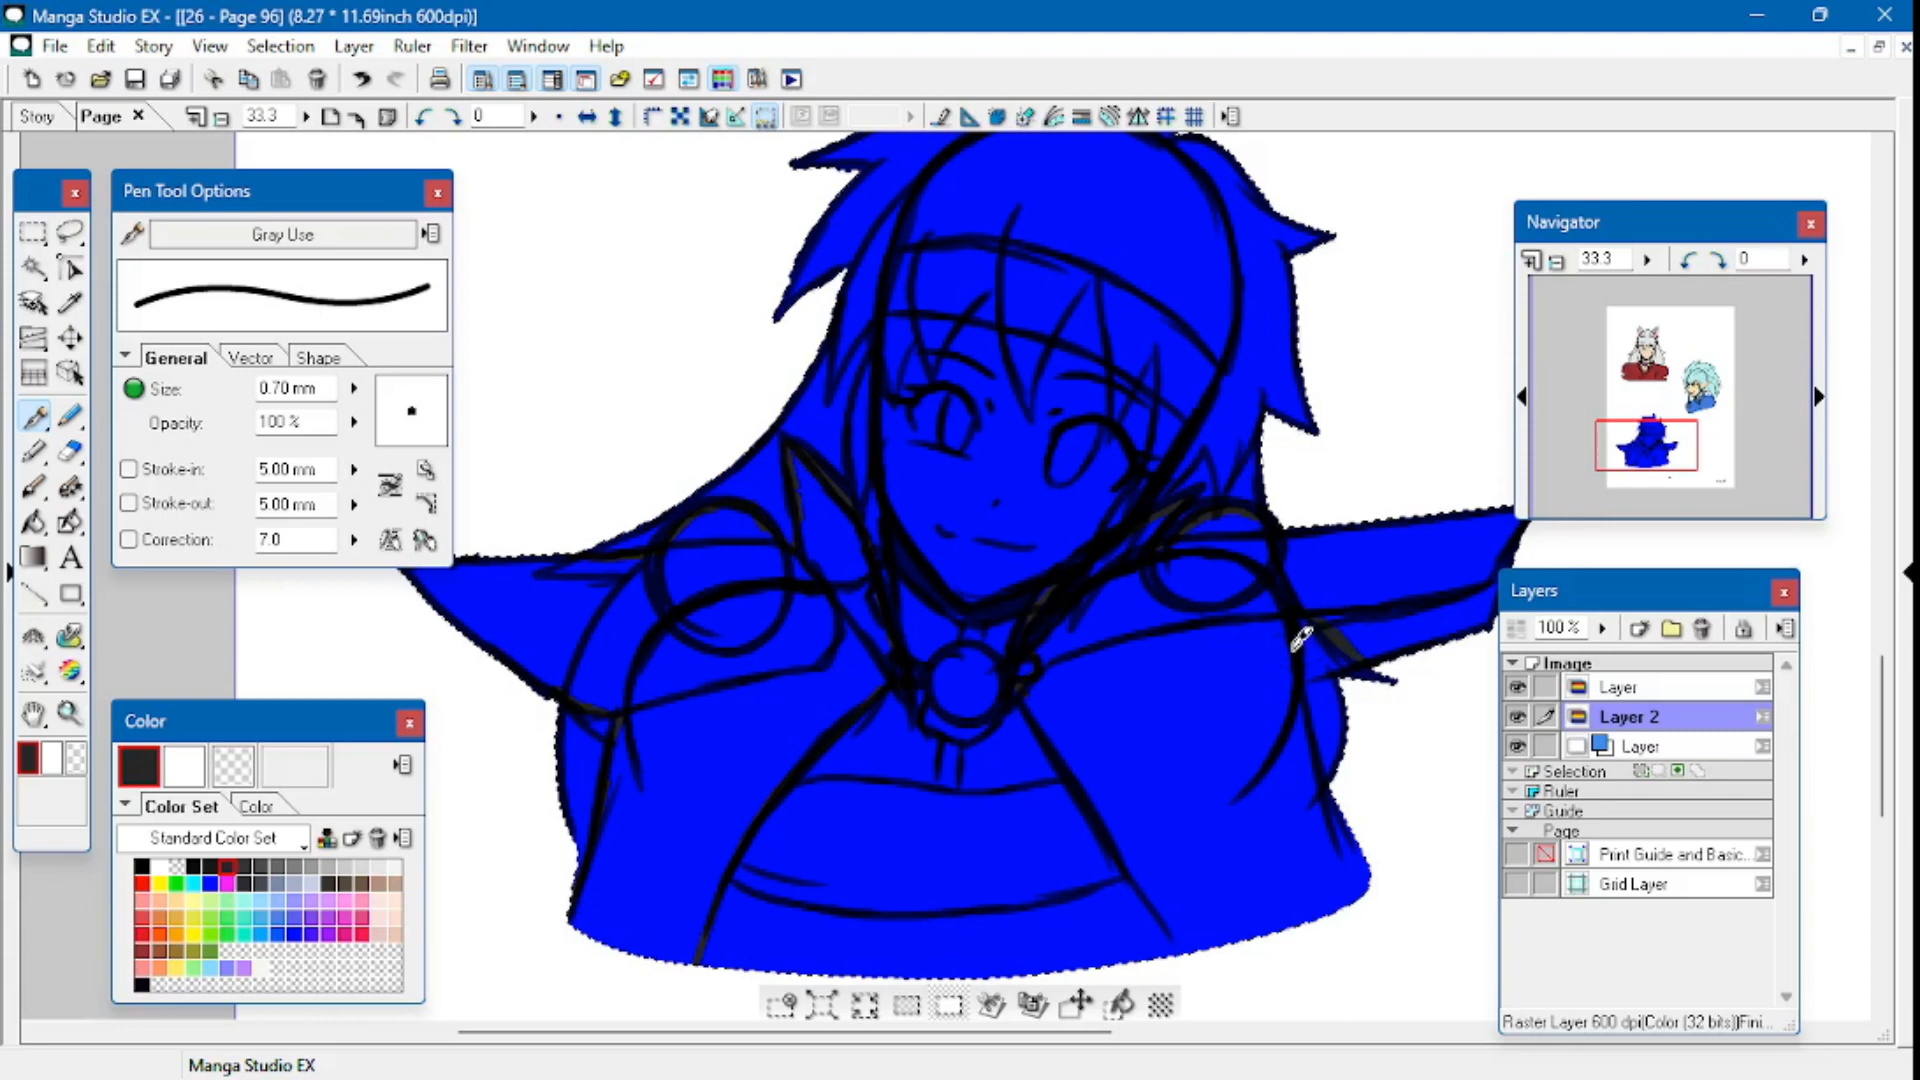 Manga Studio EX - [[26 - Page 96] (8.27 * 11.69inch 600dpi)]
File Edit Story View Selection Layer Ruler Filter Window Help
Story Page 33.3 0
Pen Tool Options
Gray Use
General Vector Shape
Size: 0.70 mm
Opacity: 100 %
Stroke-in: 5.00 mm
Stroke-out: 5.00 mm
Correction: 7.0
Color
Color Set Color
Standard Color Set
Navigator
33.3 0
Layers
100 %
Image
Layer
Layer 2
Layer
Selection
Ruler
Guide
Page
Print Guide and Basic...
Grid Layer
Raster Layer 600 dpi(Color (32 bits))Fini...
Manga Studio EX